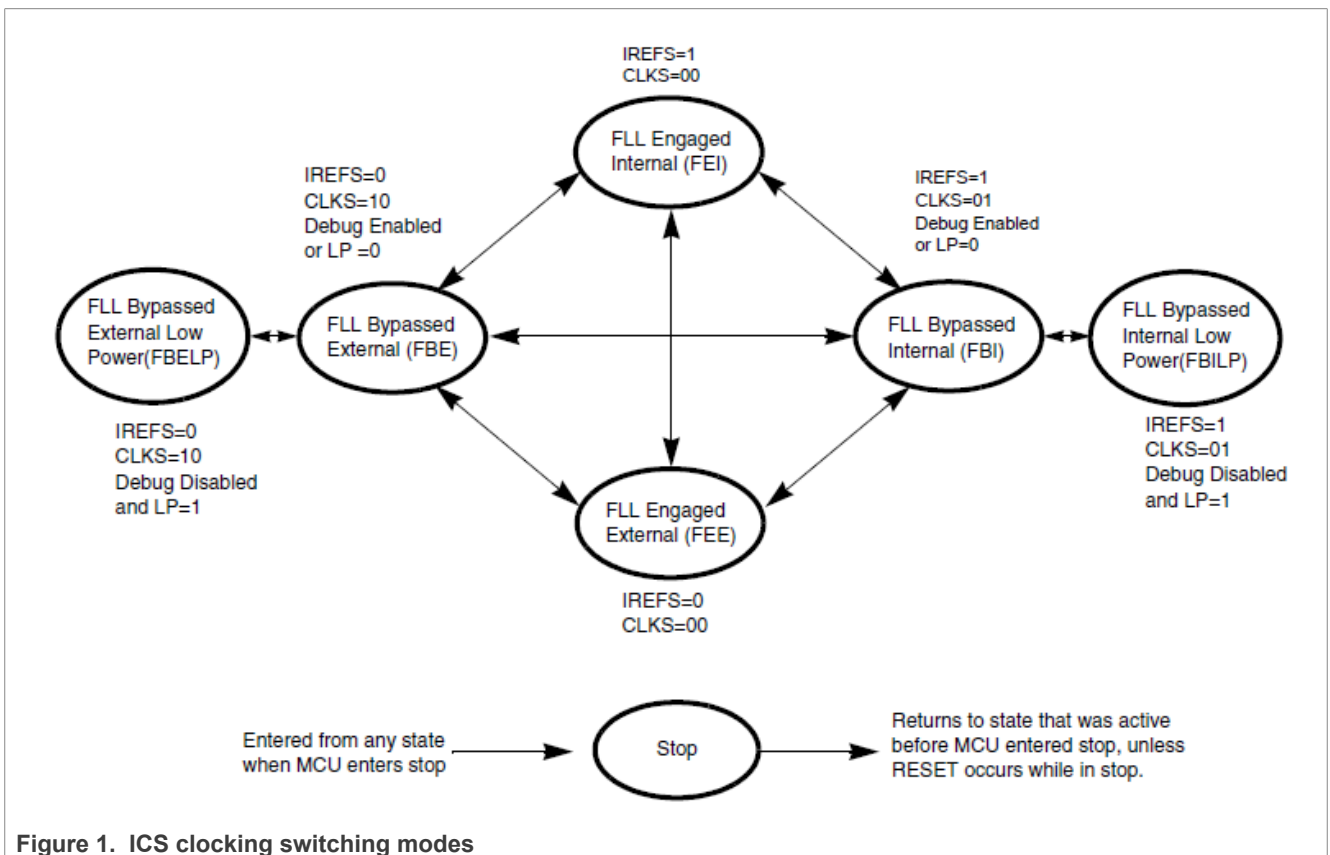 IREFS=1
CLKS=00
FLL Engaged
Internal (FEI)
IREFS=0
CLKS=10
Debug Enabled
or LP =0
IREFS=1
CLKS=01
Debug Enabled
or LP=0
FLL Bypassed
External Low
Power(FBELP)
FLL Bypassed
External (FBE)
FLL Bypassed
Internal (FBI)
FLL Bypassed
Internal Low
Power(FBILP)
IREFS=0
CLKS=10
Debug Disabled
and LP=1
IREFS=1
CLKS=01
Debug Disabled
and LP=1
FLL Engaged
External (FEE)
IREFS=0
CLKS=00
Entered from any state
when MCU enters stop
Stop
Returns to state that was active
before MCU entered stop, unless
RESET occurs while in stop.
Figure 1. ICS clocking switching modes